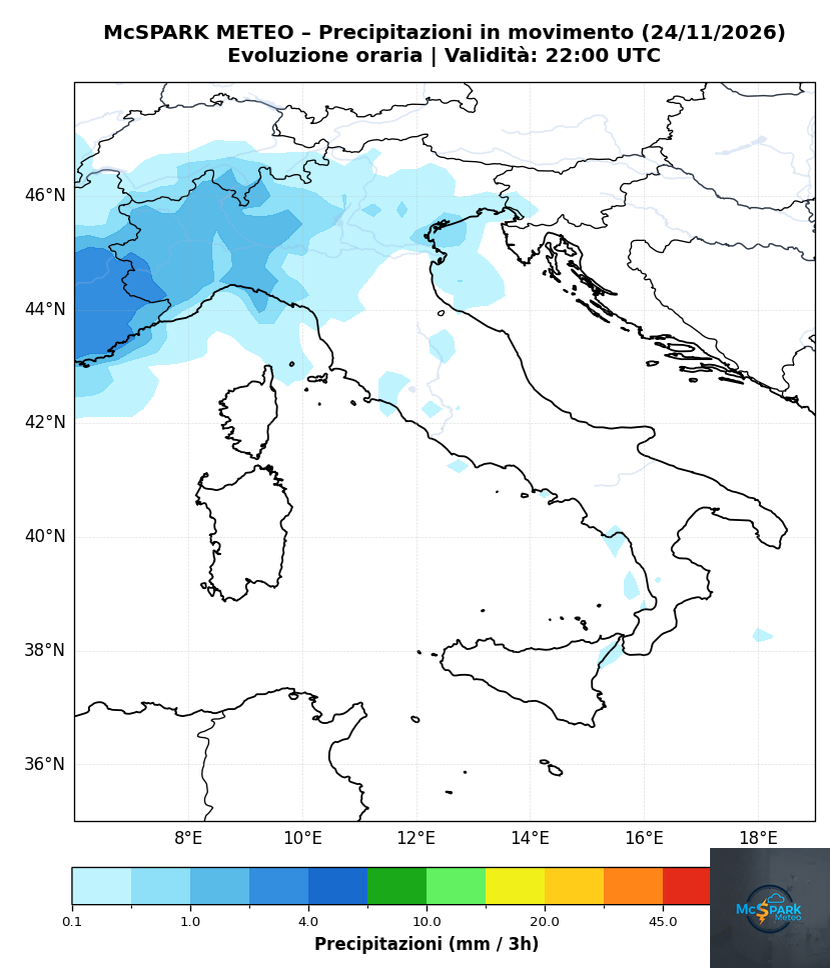 McSPARK METEO – Precipitazioni in movimento (24/11/2026)
Evoluzione oraria | Validità: 22:00 UTC
46°N
44°N
42°N
40°N
38°N
36°N
8°E 10°E 12°E 14°E 16°E 18°E
0.1 1.0 4.0 10.0 20.0 45.0
Precipitazioni (mm / 3h)
McSPARK
Meteo